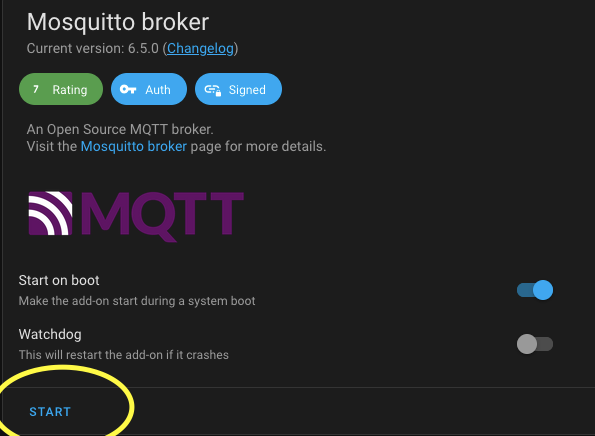 Mosquitto broker
Current version: 6.5.0 (Changelog)
7 Rating Auth Signed
An Open Source MQTT broker.
Visit the Mosquitto broker page for more details.
MQTT
Start on boot
Make the add-on start during a system boot
Watchdog
This will restart the add-on if it crashes
START